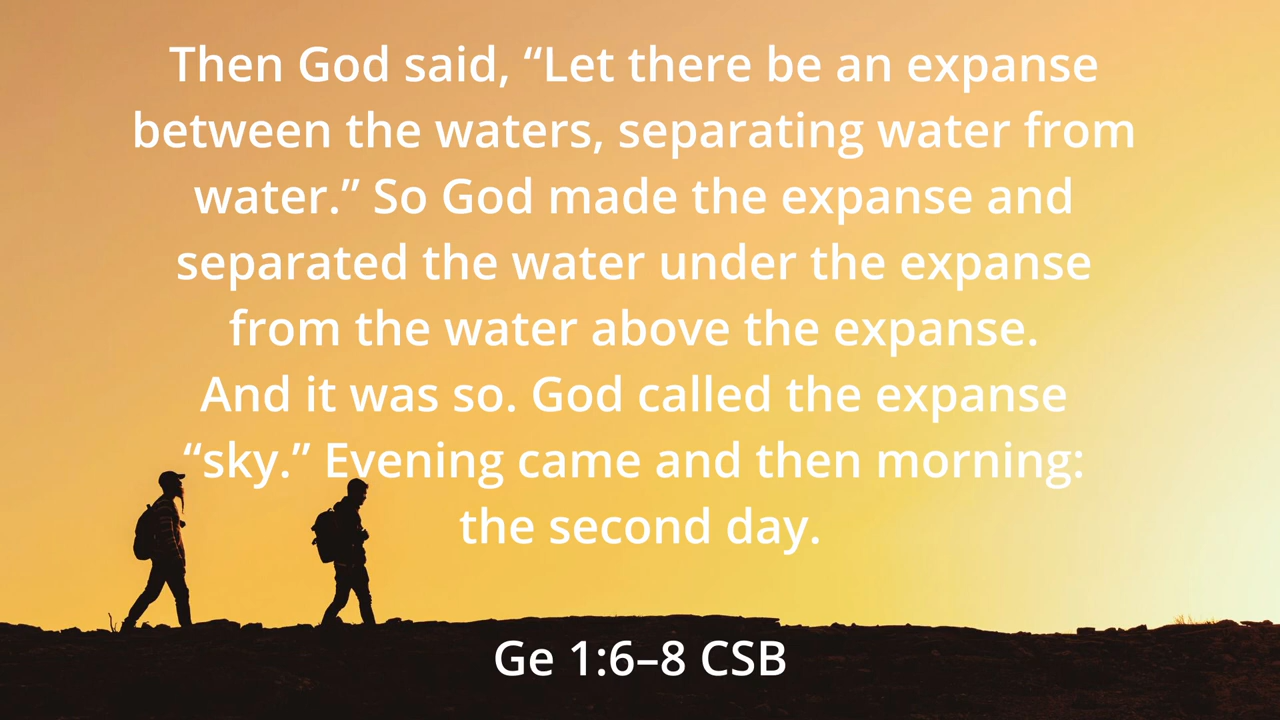 Then God said, “Let there be an expanse
between the waters, separating water from
water.” So God made the expanse and
separated the water under the expanse
from the water above the expanse.
And it was so. God called the expanse
“sky.” Evening came and then morning:
the second day.
Ge 1:6–8 CSB